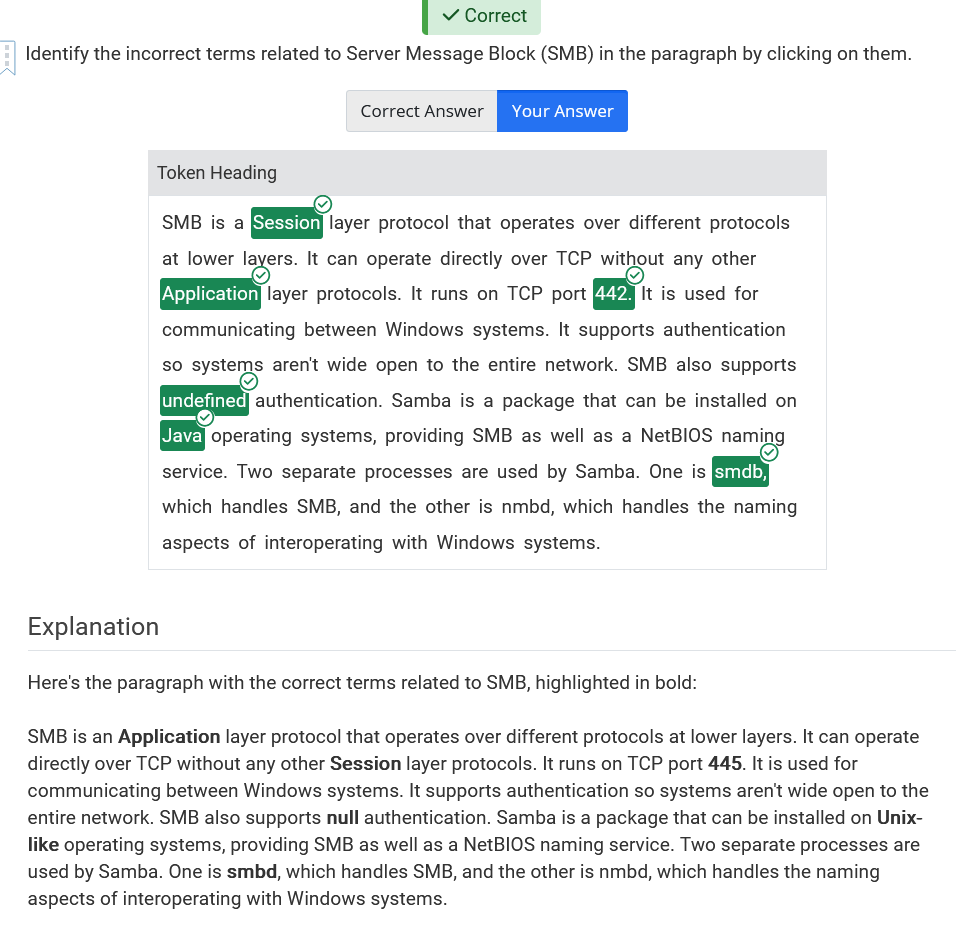 Correct
Identify the incorrect terms related to Server Message Block (SMB) in the paragraph by clicking on them.
Correct Answer Your Answer
Token Heading
SMB is a Session layer protocol that operates over different protocols
at lower layers. It can operate directly over TCP without any other
Application layer protocols. It runs on TCP port 442. It is used for
communicating between Windows systems. It supports authentication
so systems aren't wide open to the entire network. SMB also supports
undefined authentication. Samba is a package that can be installed on
Java operating systems, providing SMB as well as a NetBIOS naming
service. Two separate processes are used by Samba. One is smdb,
which handles SMB, and the other is nmbd, which handles the naming
aspects of interoperating with Windows systems.
Explanation
Here's the paragraph with the correct terms related to SMB, highlighted in bold:
SMB is an Application layer protocol that operates over different protocols at lower layers. It can operate
directly over TCP without any other Session layer protocols. It runs on TCP port 445. It is used for
communicating between Windows systems. It supports authentication so systems aren't wide open to the
entire network. SMB also supports null authentication. Samba is a package that can be installed on Unix-
like operating systems, providing SMB as well as a NetBIOS naming service. Two separate processes are
used by Samba. One is smbd, which handles SMB, and the other is nmbd, which handles the naming
aspects of interoperating with Windows systems.